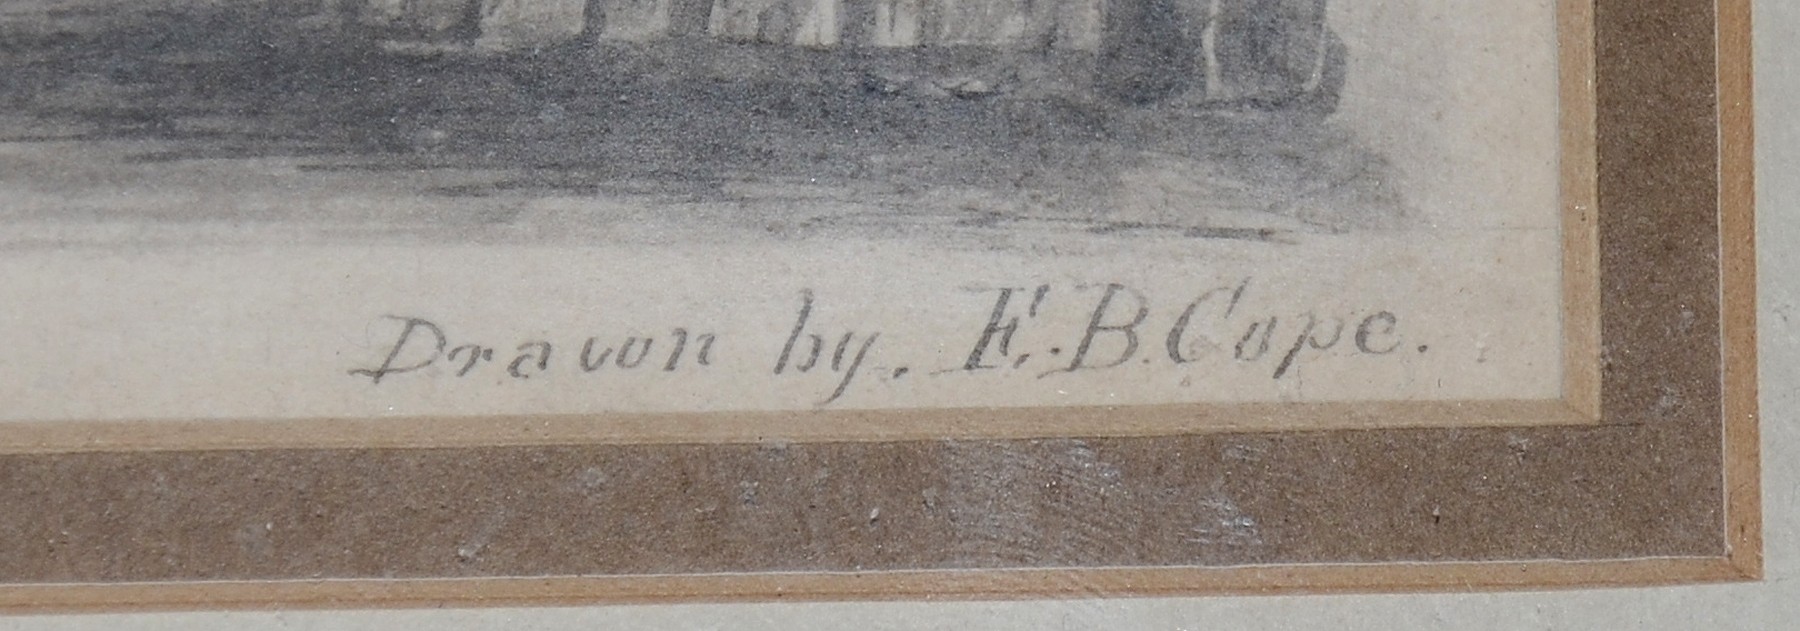 Drawn by. E. B. Cope.